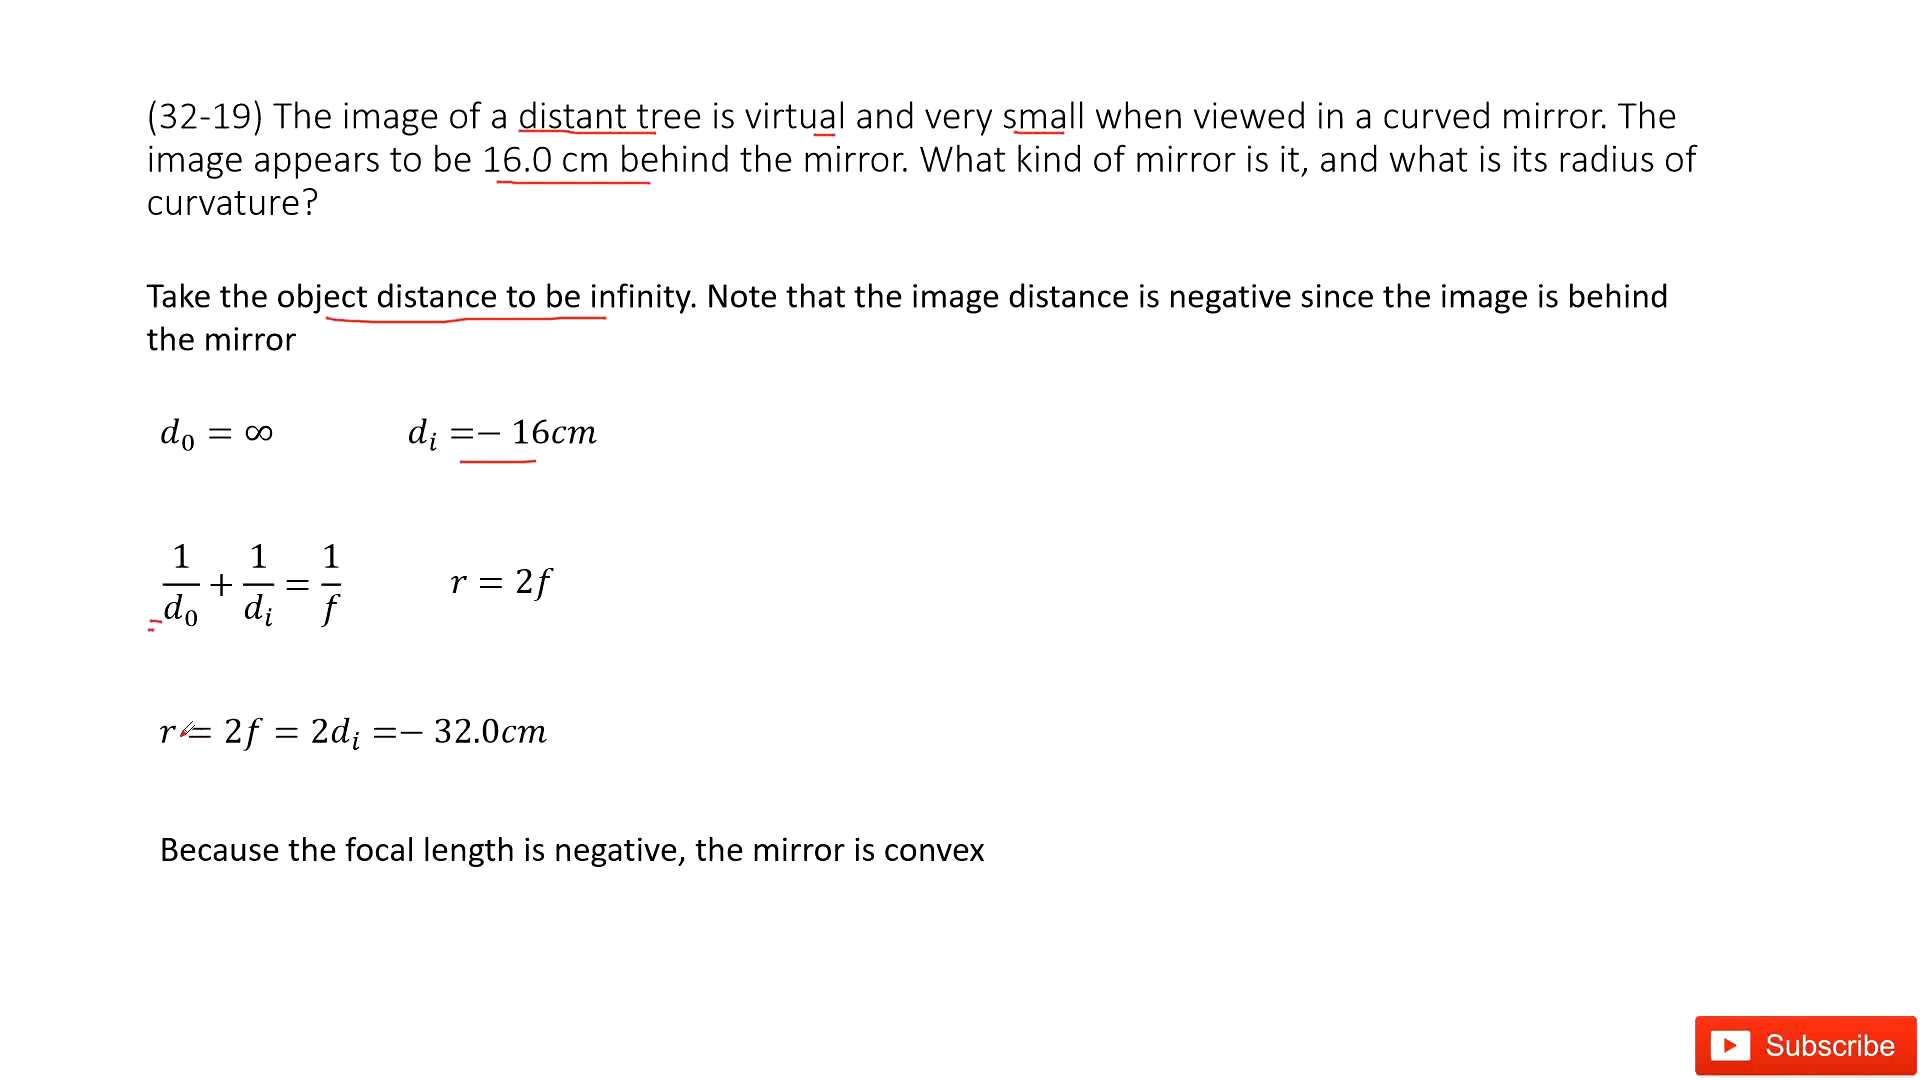 (32-19) The image of a distant tree is virtual and very small when viewed in a curved mirror. The
image appears to be 16.0 cm behind the mirror. What kind of mirror is it, and what is its radius of
curvature?
Take the object distance to be infinity. Note that the image distance is negative since the image is behind
the mirror
d₀ = ∞ dᵢ =− 16cm
1/d₀ + 1/dᵢ = 1/f r = 2f
r = 2f = 2dᵢ =− 32.0cm
Because the focal length is negative, the mirror is convex
Subscribe